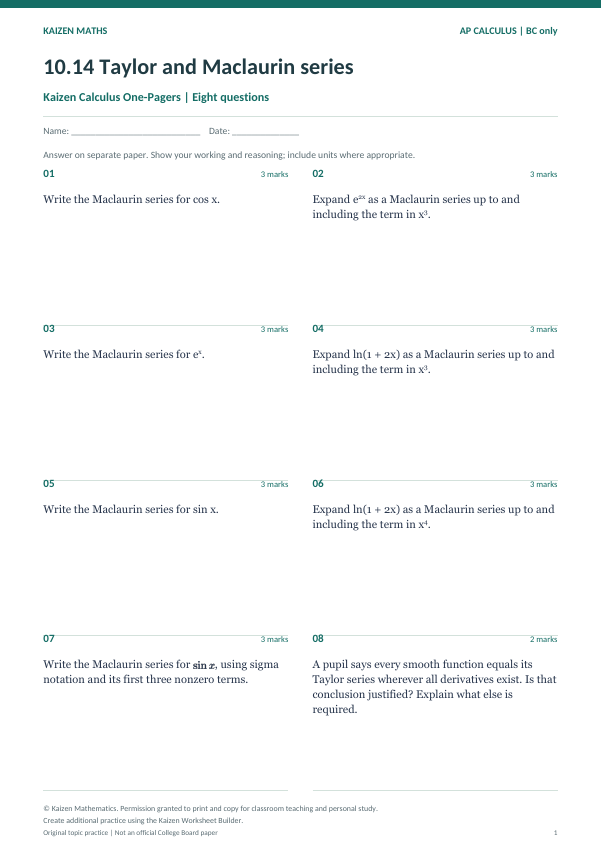 KAIZEN MATHS
AP CALCULUS | BC only
10.14 Taylor and Maclaurin series
Kaizen Calculus One-Pagers | Eight questions
Name: ___________________________ Date: ______________
Answer on separate paper. Show your working and reasoning; include units where appropriate.
01 3 marks
Write the Maclaurin series for cos x.
02 3 marks
Expand e²ˣ as a Maclaurin series up to and
including the term in x³.
03 3 marks
Write the Maclaurin series for eˣ.
04 3 marks
Expand ln(1 + 2x) as a Maclaurin series up to and
including the term in x³.
05 3 marks
Write the Maclaurin series for sin x.
06 3 marks
Expand ln(1 + 2x) as a Maclaurin series up to and
including the term in x⁴.
07 3 marks
Write the Maclaurin series for sin x, using sigma
notation and its first three nonzero terms.
08 2 marks
A pupil says every smooth function equals its
Taylor series wherever all derivatives exist. Is that
conclusion justified? Explain what else is
required.
© Kaizen Mathematics. Permission granted to print and copy for classroom teaching and personal study.
Create additional practice using the Kaizen Worksheet Builder.
Original topic practice | Not an official College Board paper
1